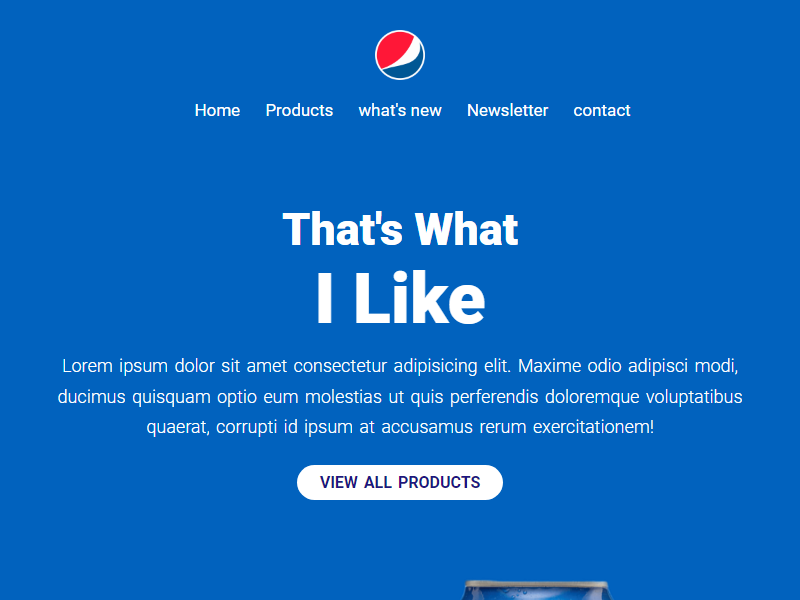 Home Products what's new Newsletter contact
That's What
I Like
Lorem ipsum dolor sit amet consectetur adipisicing elit. Maxime odio adipisci modi,
ducimus quisquam optio eum molestias ut quis perferendis doloremque voluptatibus
quaerat, corrupti id ipsum at accusamus rerum exercitationem!
VIEW ALL PRODUCTS